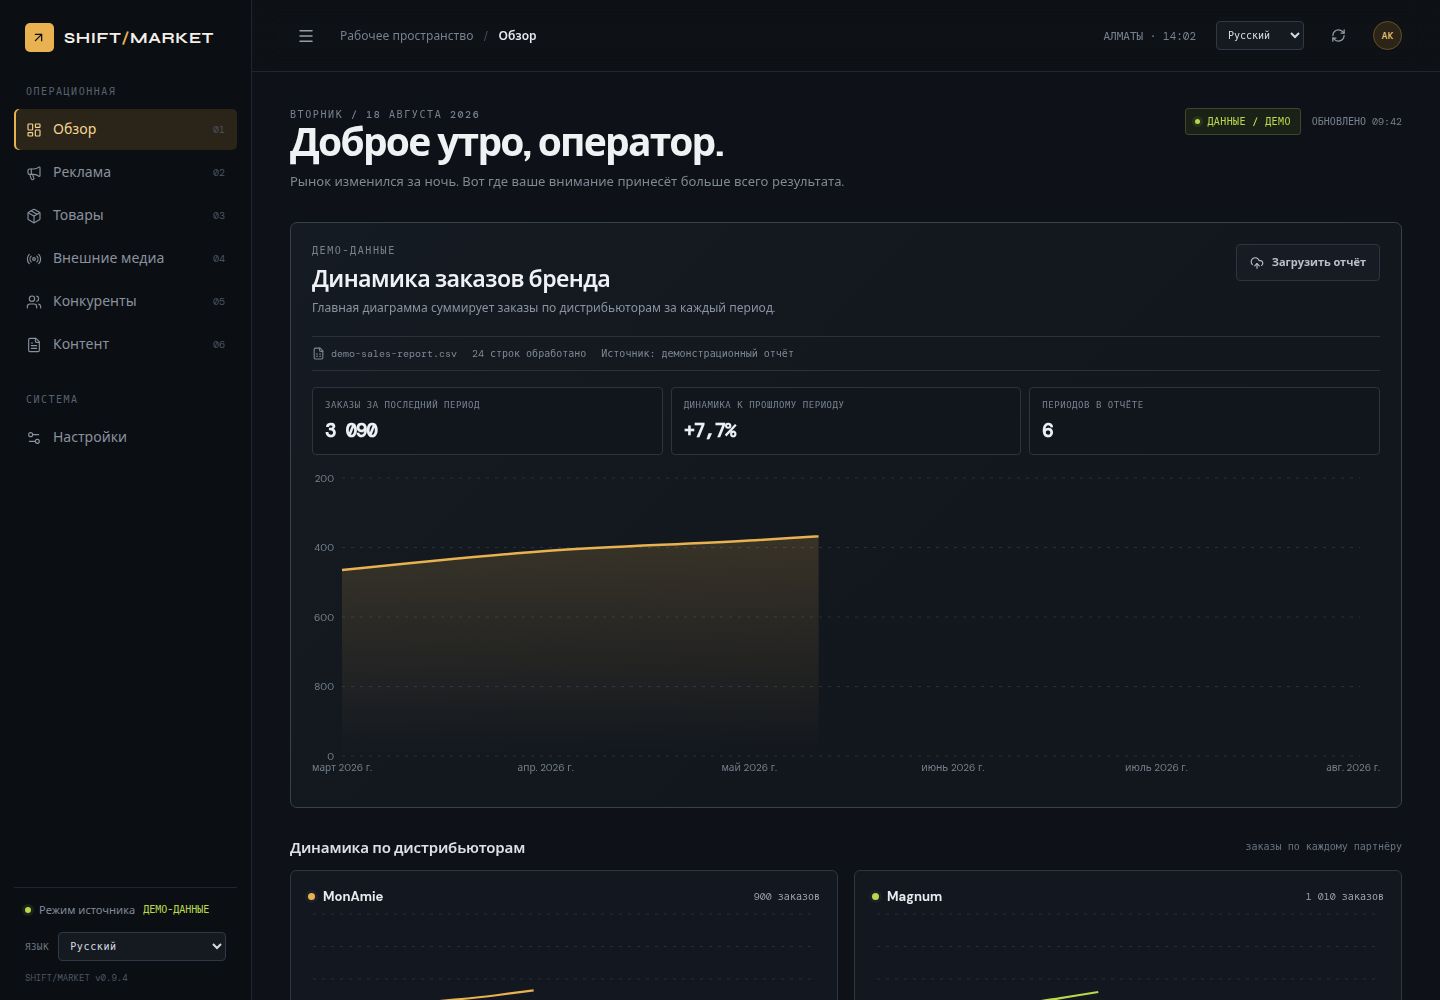 SHIFT/MARKET
ОПЕРАЦИОННАЯ
Обзор 01
Реклама 02
Товары 03
Внешние медиа 04
Конкуренты 05
Контент 06
СИСТЕМА
Настройки
Режим источника ДЕМО-ДАННЫЕ
ЯЗЫК Русский
SHIFT/MARKET v0.9.4
Рабочее пространство / Обзор
АЛМАТЫ · 14:02
Русский
АК
ВТОРНИК / 18 АВГУСТА 2026
Доброе утро, оператор.
Рынок изменился за ночь. Вот где ваше внимание принесёт больше всего результата.
ДАННЫЕ / ДЕМО
ОБНОВЛЕНО 09:42
ДЕМО-ДАННЫЕ
Динамика заказов бренда
Главная диаграмма суммирует заказы по дистрибьюторам за каждый период.
Загрузить отчёт
demo-sales-report.csv 24 строк обработано Источник: демонстрационный отчёт
ЗАКАЗЫ ЗА ПОСЛЕДНИЙ ПЕРИОД
3 090
ДИНАМИКА К ПРОШЛОМУ ПЕРИОДУ
+7,7%
ПЕРИОДОВ В ОТЧЁТЕ
6
200
400
600
800
0
март 2026 г. апр. 2026 г. май 2026 г. июнь 2026 г. июль 2026 г. авг. 2026 г.
Динамика по дистрибьюторам
заказы по каждому партнёру
MonAmie 900 заказов
Magnum 1 010 заказов